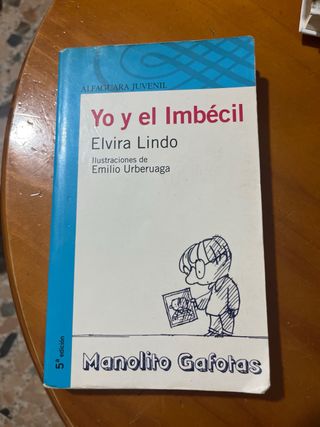 ALFAGUARA JUVENIL
Yo y el Imbécil
Elvira Lindo
Ilustraciones de
Emilio Urberuaga
5ª edición
Manolito Gafotas